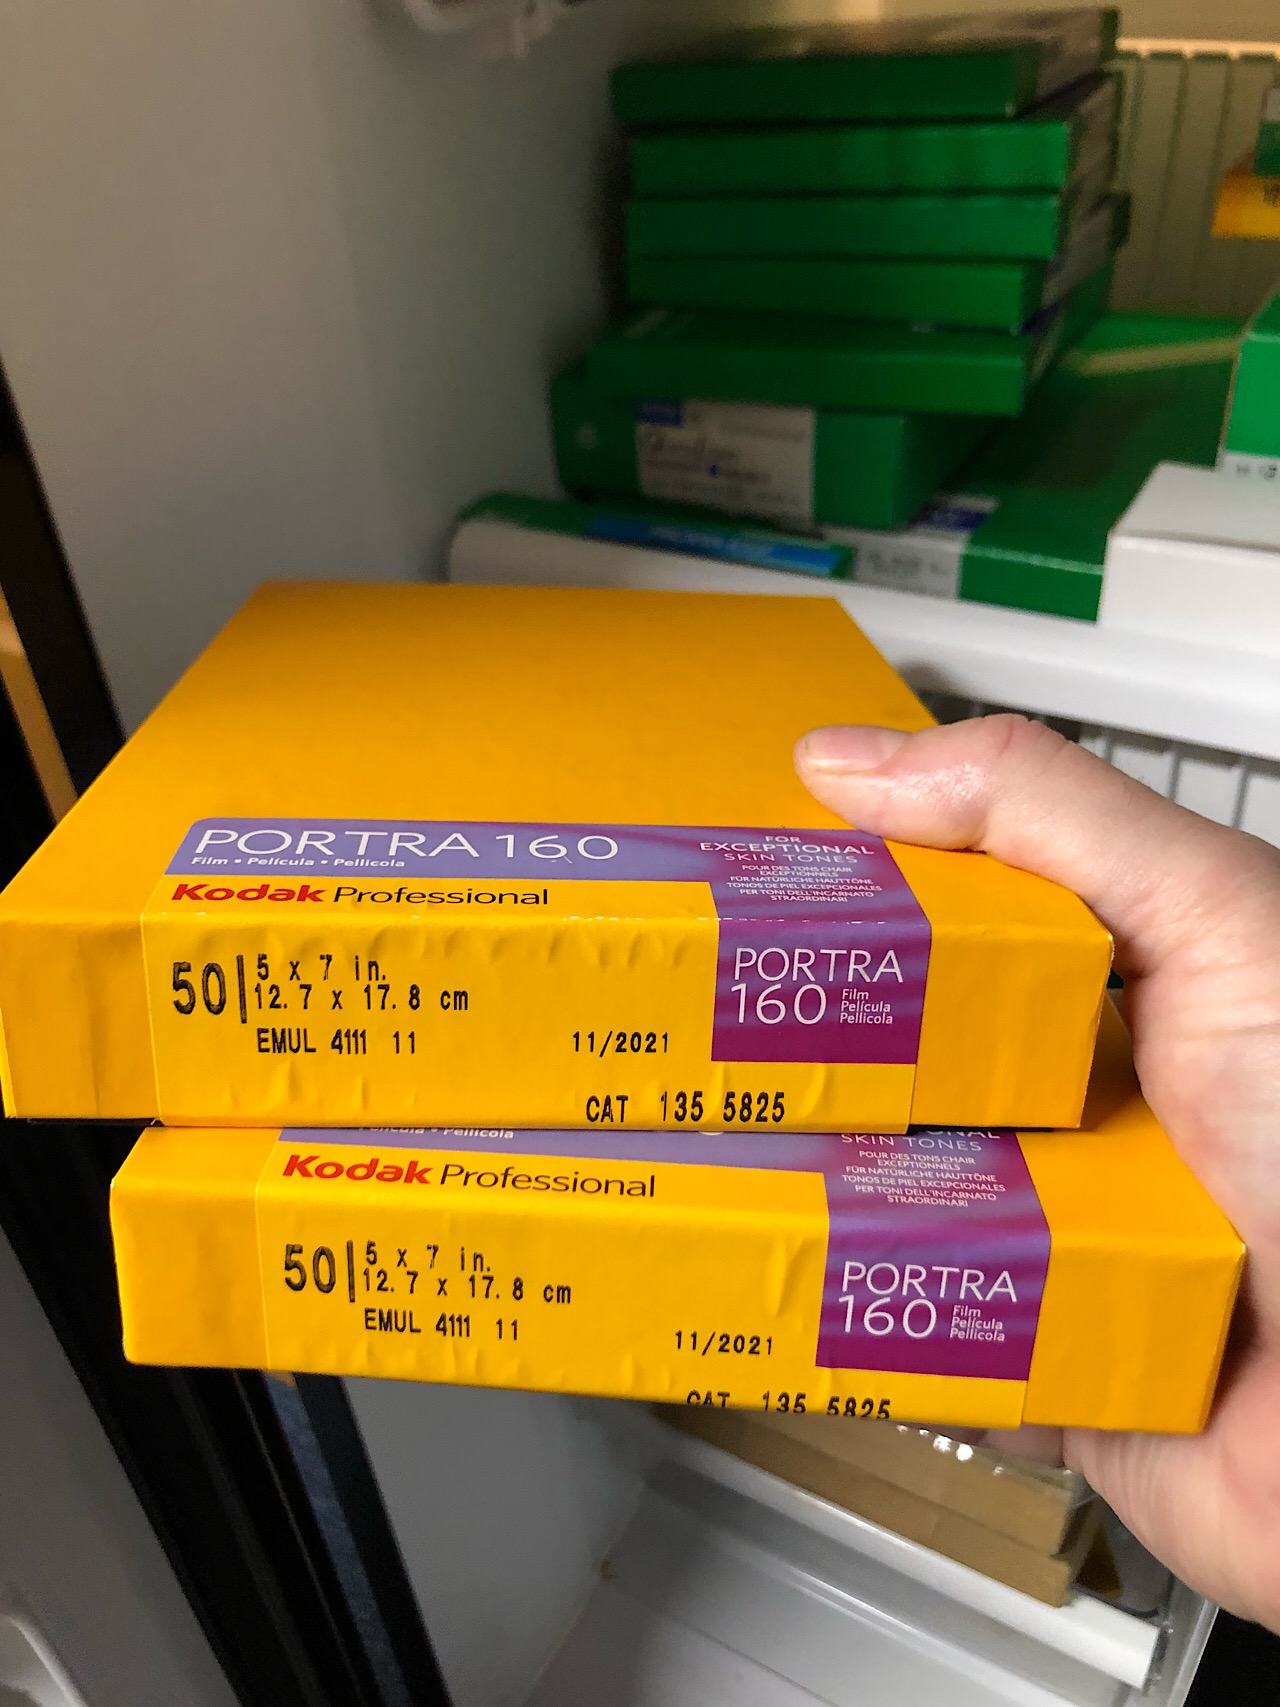 PORTRA 160
Film • Película • Pellicola
FOR
EXCEPTIONAL
SKIN TONES
POUR DES TONS CHAIR
EXCEPTIONNELS
FÜR NATÜRLICHE HAUTTÖNE
TONOS DE PIEL EXCEPCIONALES
PER TONI DELL'INCARNATO
STRAORDINARI
Kodak Professional
50 5 x 7 in.
12.7 x 17.8 cm
EMUL 4111 11
11/2021
CAT 135 5825
PORTRA
160 Film
Película
Pellicola
Película • Pellicola
SKIN TONES
POUR DES TONS CHAIR
EXCEPTIONNELS
FÜR NATÜRLICHE HAUTTÖNE
TONOS DE PIEL EXCEPCIONALES
PER TONI DELL'INCARNATO
STRAORDINARI
Kodak Professional
50 5 x 7 in.
12.7 x 17.8 cm
EMUL 4111 11
11/2021
CAT 135 5825
PORTRA
160 Film
Película
Pellicola